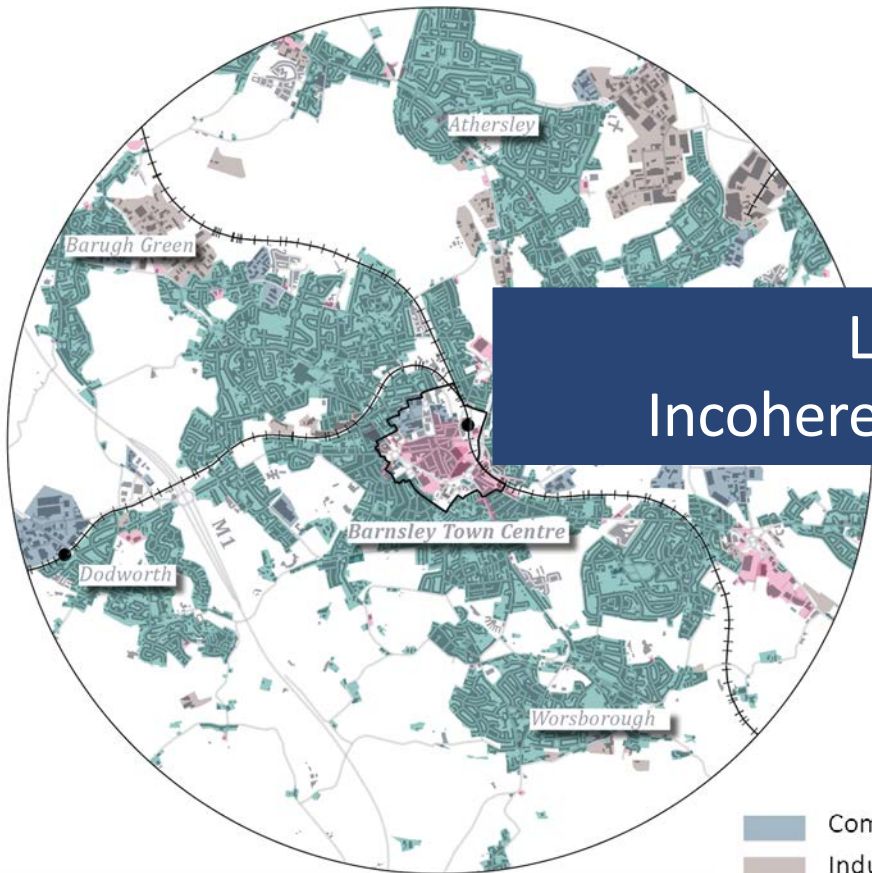 Athersley
Barugh Green
L
Incohere
M1
Barnsley Town Centre
Dodworth
Worsborough
Com
Indu